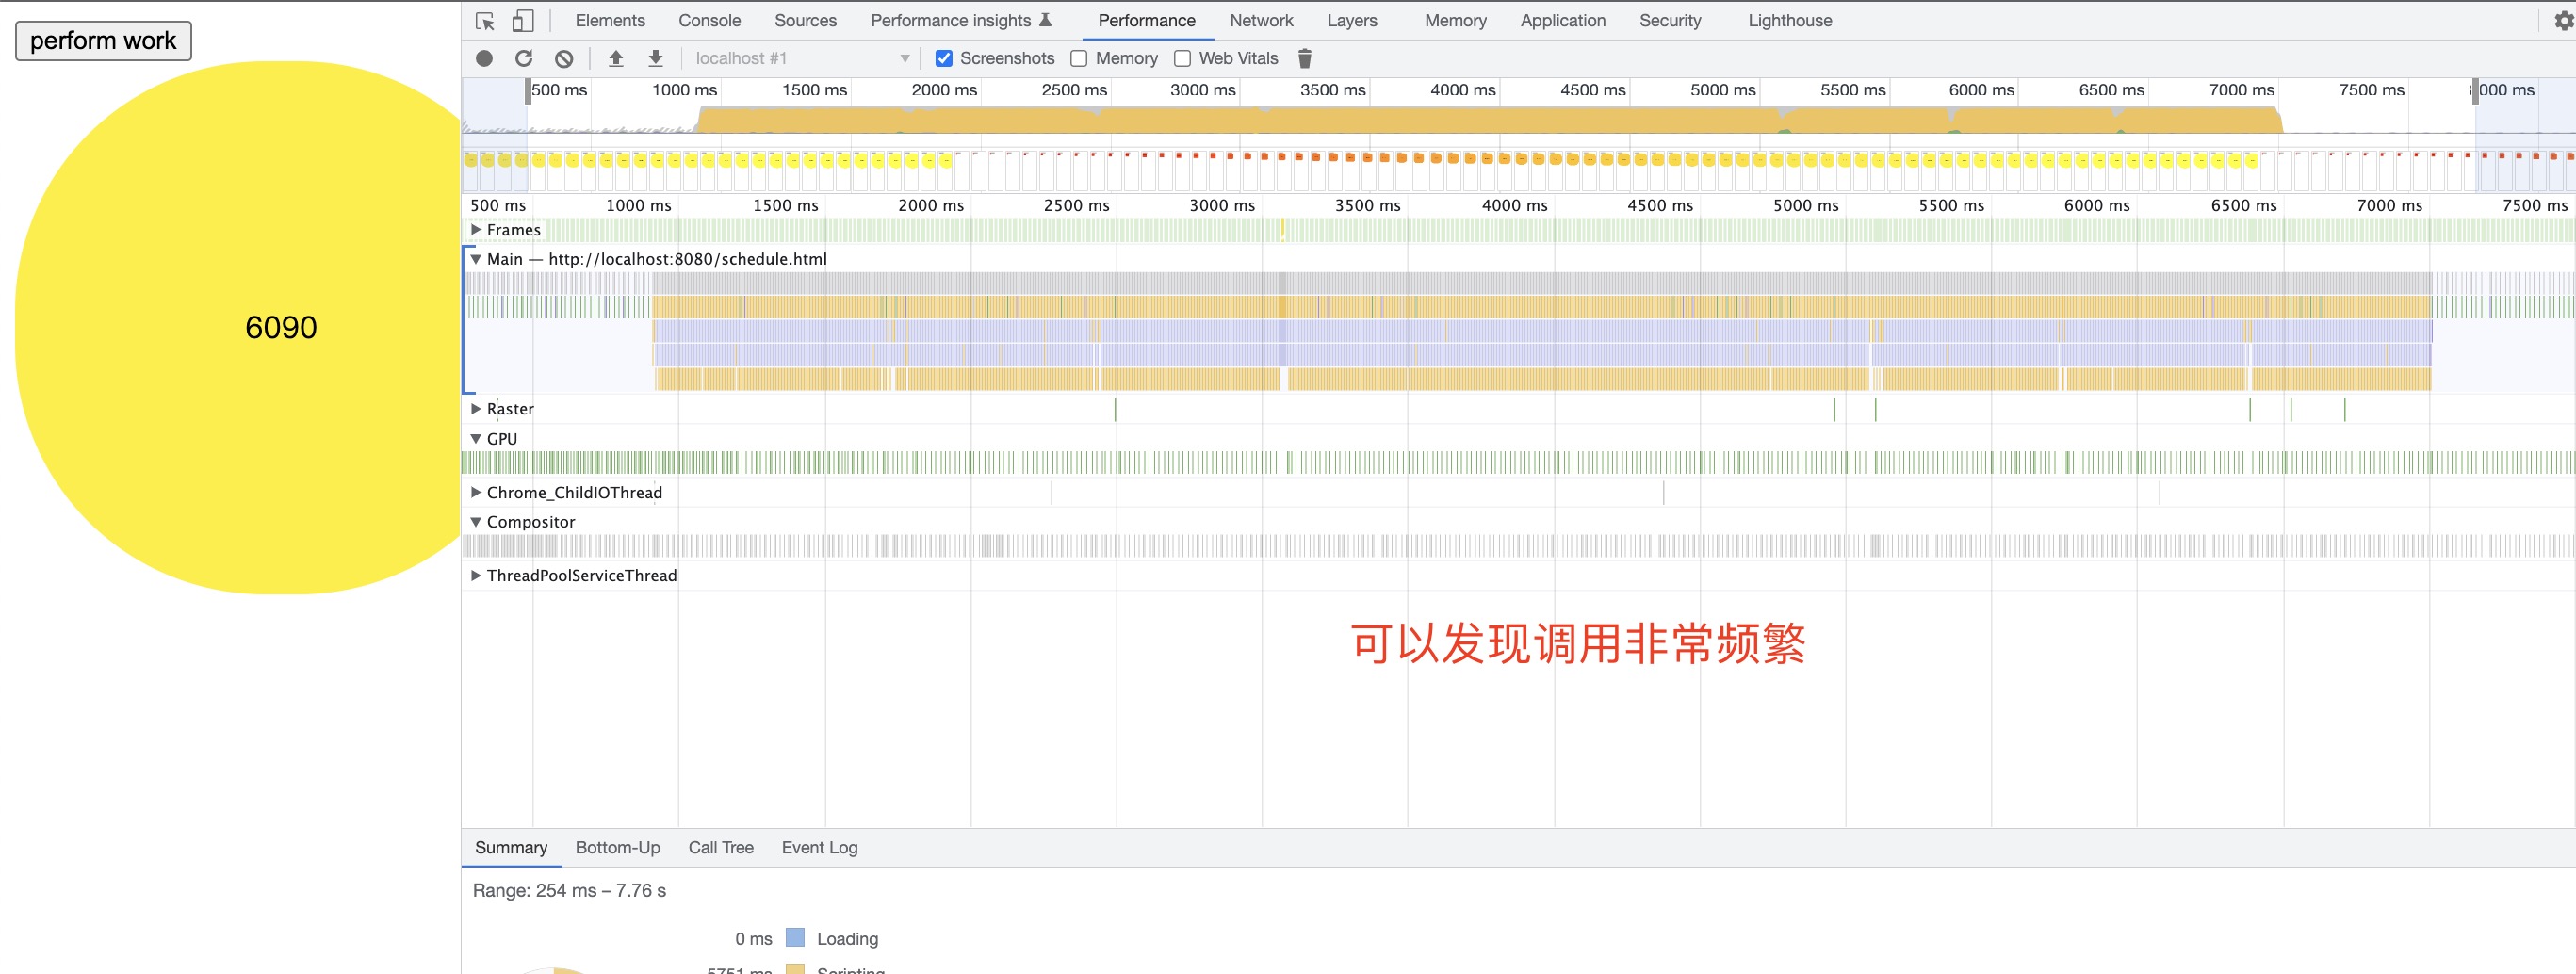 perform work
6090
Elements Console Sources Performance insights Performance Network Layers Memory Application Security Lighthouse
localhost #1 Screenshots Memory Web Vitals
500 ms 1000 ms 1500 ms 2000 ms 2500 ms 3000 ms 3500 ms 4000 ms 4500 ms 5000 ms 5500 ms 6000 ms 6500 ms 7000 ms 7500 ms 000 ms
500 ms 1000 ms 1500 ms 2000 ms 2500 ms 3000 ms 3500 ms 4000 ms 4500 ms 5000 ms 5500 ms 6000 ms 6500 ms 7000 ms 7500 ms
Frames
Main — http://localhost:8080/schedule.html
Raster
GPU
Chrome_ChildIOThread
Compositor
ThreadPoolServiceThread
可以发现调用非常频繁
Summary Bottom-Up Call Tree Event Log
Range: 254 ms – 7.76 s
0 ms Loading
5751 ms Scripting